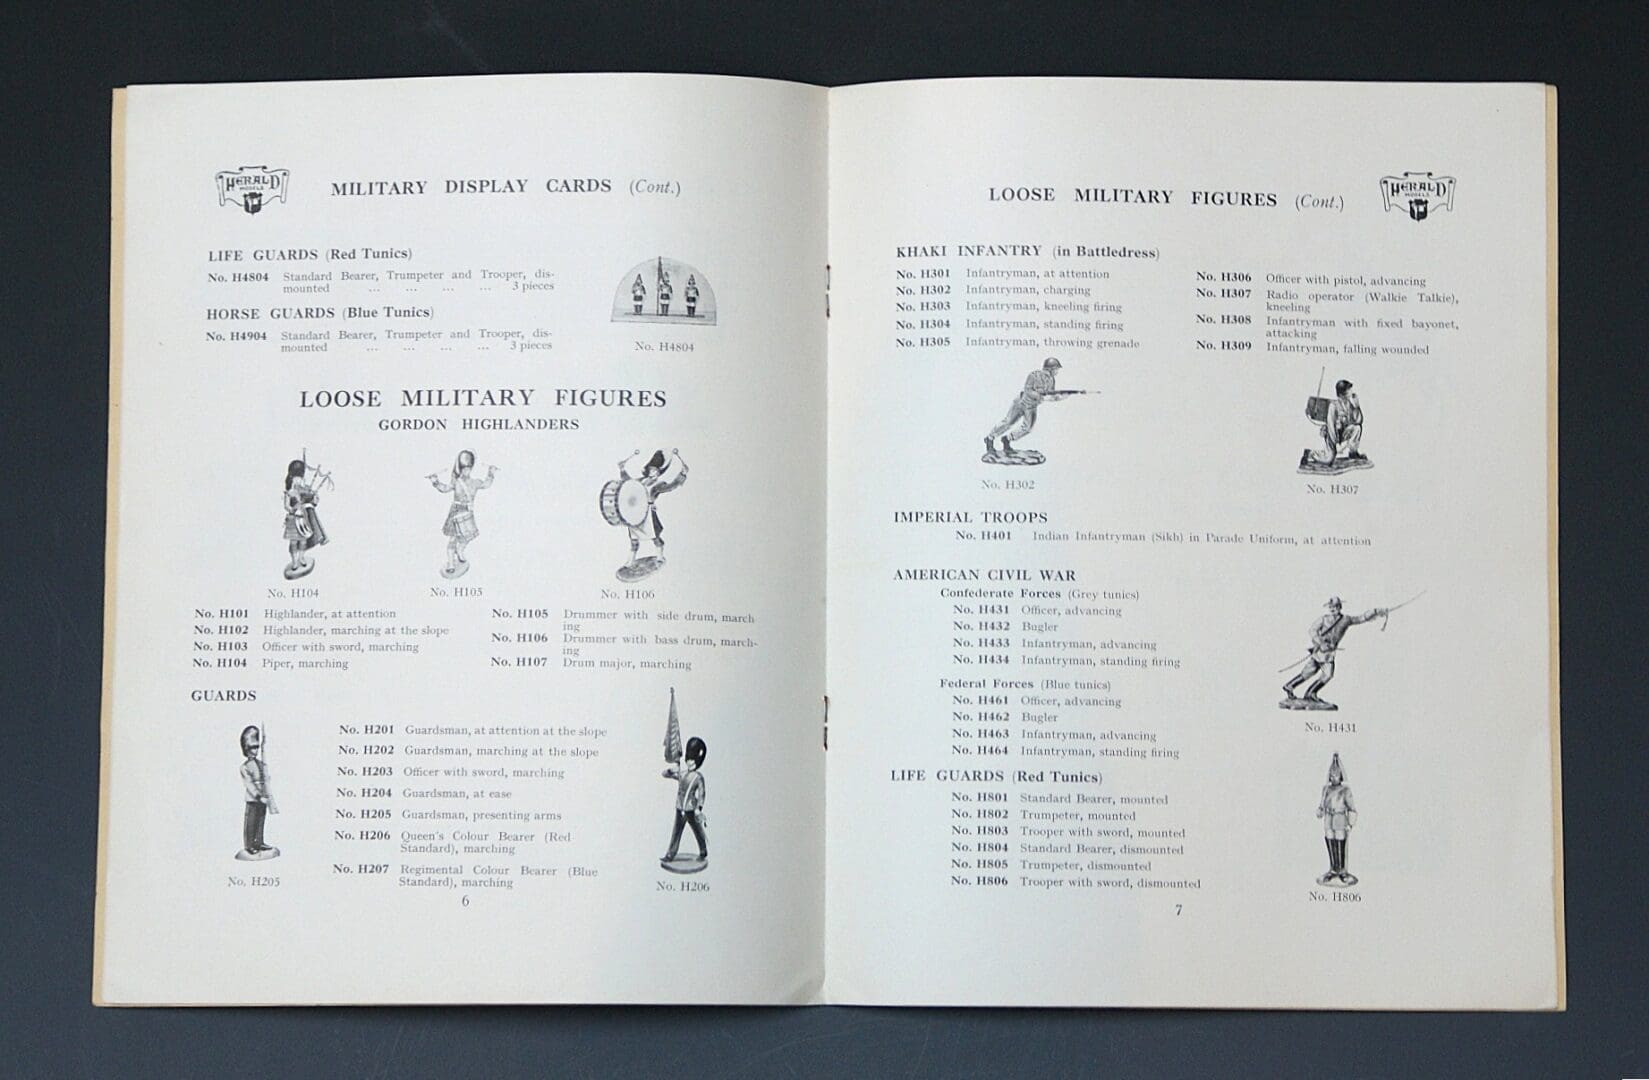 HERALD
MODELS
MILITARY DISPLAY CARDS (Cont.)
LIFE GUARDS (Red Tunics)
No. H4804 Standard Bearer, Trumpeter and Trooper, dis-
mounted ... ... ... ... 3 pieces
HORSE GUARDS (Blue Tunics)
No. H4904 Standard Bearer, Trumpeter and Trooper, dis-
mounted ... ... ... ... 3 pieces
No. H4804
LOOSE MILITARY FIGURES
GORDON HIGHLANDERS
No. H104
No. H105
No. H106
No. H101 Highlander, at attention
No. H102 Highlander, marching at the slope
No. H103 Officer with sword, marching
No. H104 Piper, marching
No. H105 Drummer with side drum, march
ing
No. H106 Drummer with bass drum, march-
ing
No. H107 Drum major, marching
GUARDS
No. H201 Guardsman, at attention at the slope
No. H202 Guardsman, marching at the slope
No. H203 Officer with sword, marching
No. H204 Guardsman, at ease
No. H205 Guardsman, presenting arms
No. H206 Queen's Colour Bearer (Red
Standard), marching
No. H207 Regimental Colour Bearer (Blue
Standard), marching
No. H205
No. H206
6
LOOSE MILITARY FIGURES (Cont.)
HERALD
MODELS
KHAKI INFANTRY (in Battledress)
No. H301 Infantryman, at attention
No. H302 Infantryman, charging
No. H303 Infantryman, kneeling firing
No. H304 Infantryman, standing firing
No. H305 Infantryman, throwing grenade
No. H306 Officer with pistol, advancing
No. H307 Radio operator (Walkie Talkie),
kneeling
No. H308 Infantryman with fixed bayonet,
attacking
No. H309 Infantryman, falling wounded
No. H302
No. H307
IMPERIAL TROOPS
No. H401 Indian Infantryman (Sikh) in Parade Uniform, at attention
AMERICAN CIVIL WAR
Confederate Forces (Grey tunics)
No. H431 Officer, advancing
No. H432 Bugler
No. H433 Infantryman, advancing
No. H434 Infantryman, standing firing
Federal Forces (Blue tunics)
No. H461 Officer, advancing
No. H462 Bugler
No. H463 Infantryman, advancing
No. H464 Infantryman, standing firing
No. H431
LIFE GUARDS (Red Tunics)
No. H801 Standard Bearer, mounted
No. H802 Trumpeter, mounted
No. H803 Trooper with sword, mounted
No. H804 Standard Bearer, dismounted
No. H805 Trumpeter, dismounted
No. H806 Trooper with sword, dismounted
No. H806
7